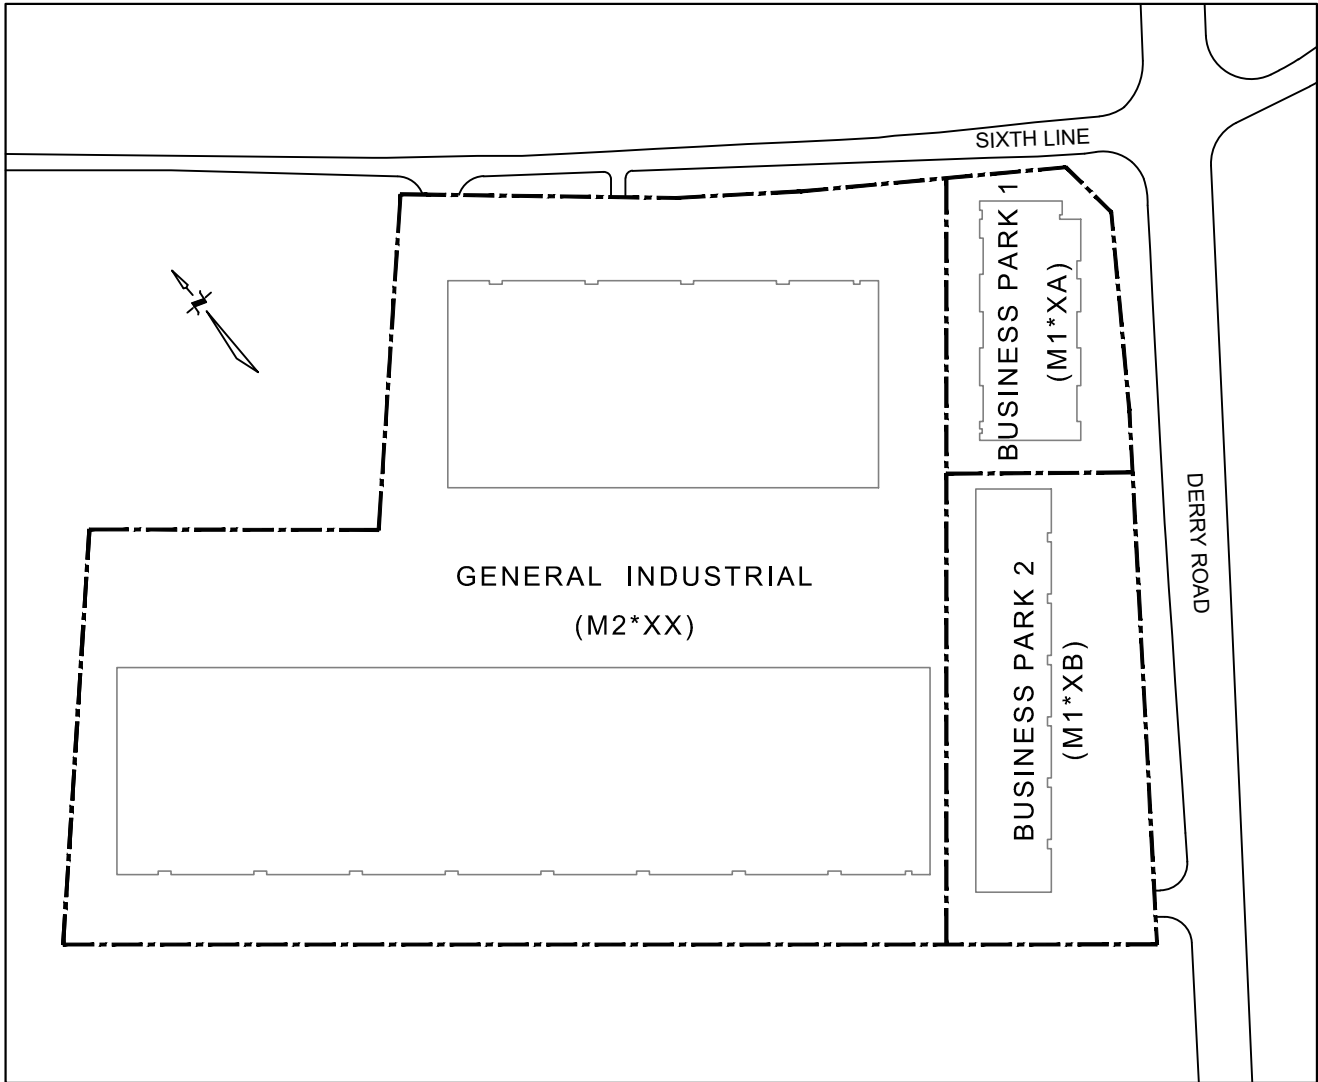 SIXTH LINE
BUSINESS PARK 1
(M1*XA)
DERRY ROAD
GENERAL INDUSTRIAL
(M2*XX)
BUSINESS PARK 2
(M1*XB)
N